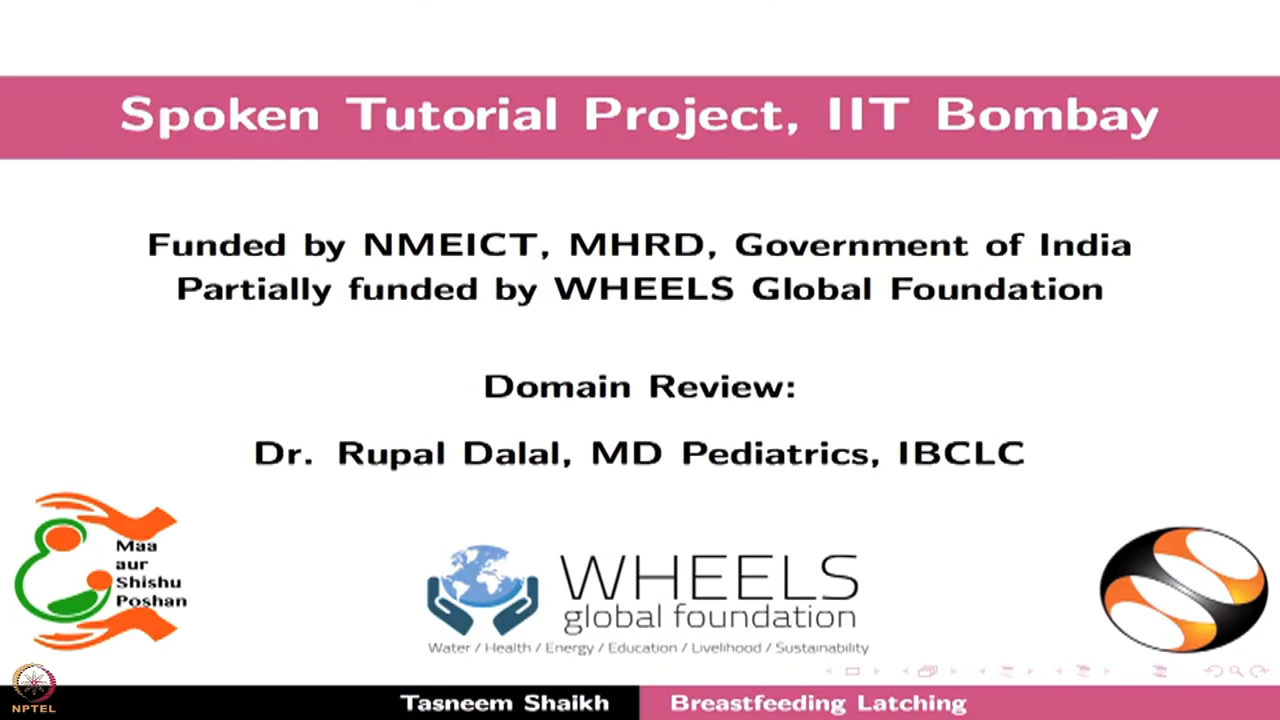 Spoken Tutorial Project, IIT Bombay
Funded by NMEICT, MHRD, Government of India
Partially funded by WHEELS Global Foundation
Domain Review:
Dr. Rupal Dalal, MD Pediatrics, IBCLC
Maa
aur
Shishu
Poshan
WHEELS
global foundation
Water / Health / Energy / Education / Livelihood / Sustainability
NPTEL
Tasneem Shaikh
Breastfeeding Latching